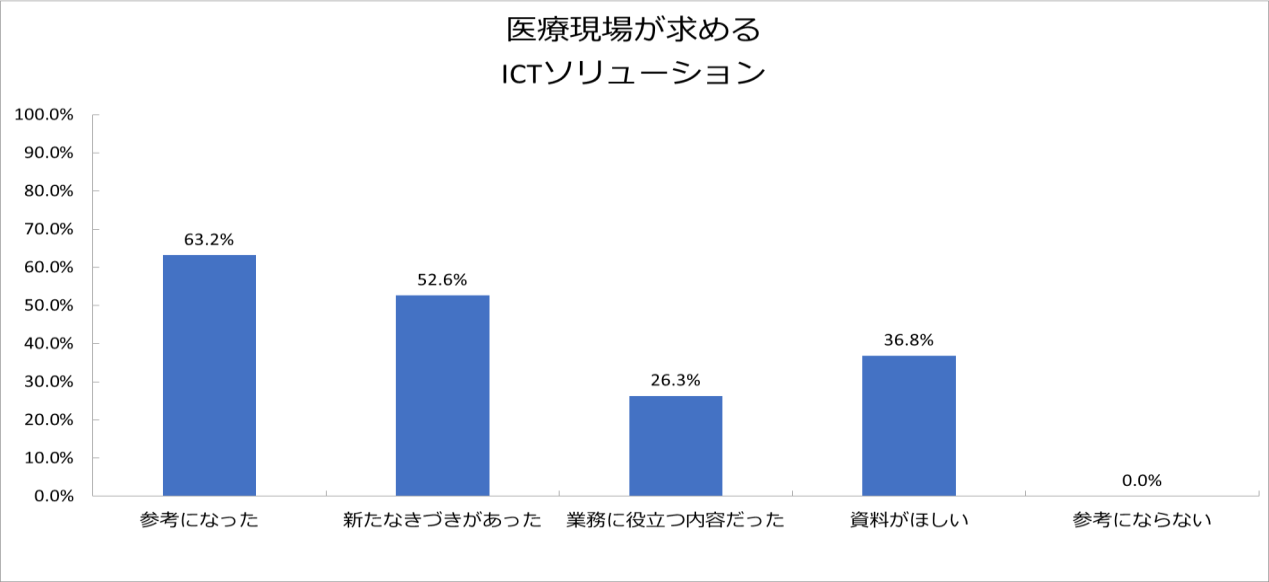 医療現場が求める
ICTソリューション
100.0%
90.0%
80.0%
70.0%
60.0%
50.0%
40.0%
30.0%
20.0%
10.0%
0.0%
63.2%
52.6%
26.3%
36.8%
0.0%
参考になった
新たなきづきがあった
業務に役立つ内容だった
資料がほしい
参考にならない